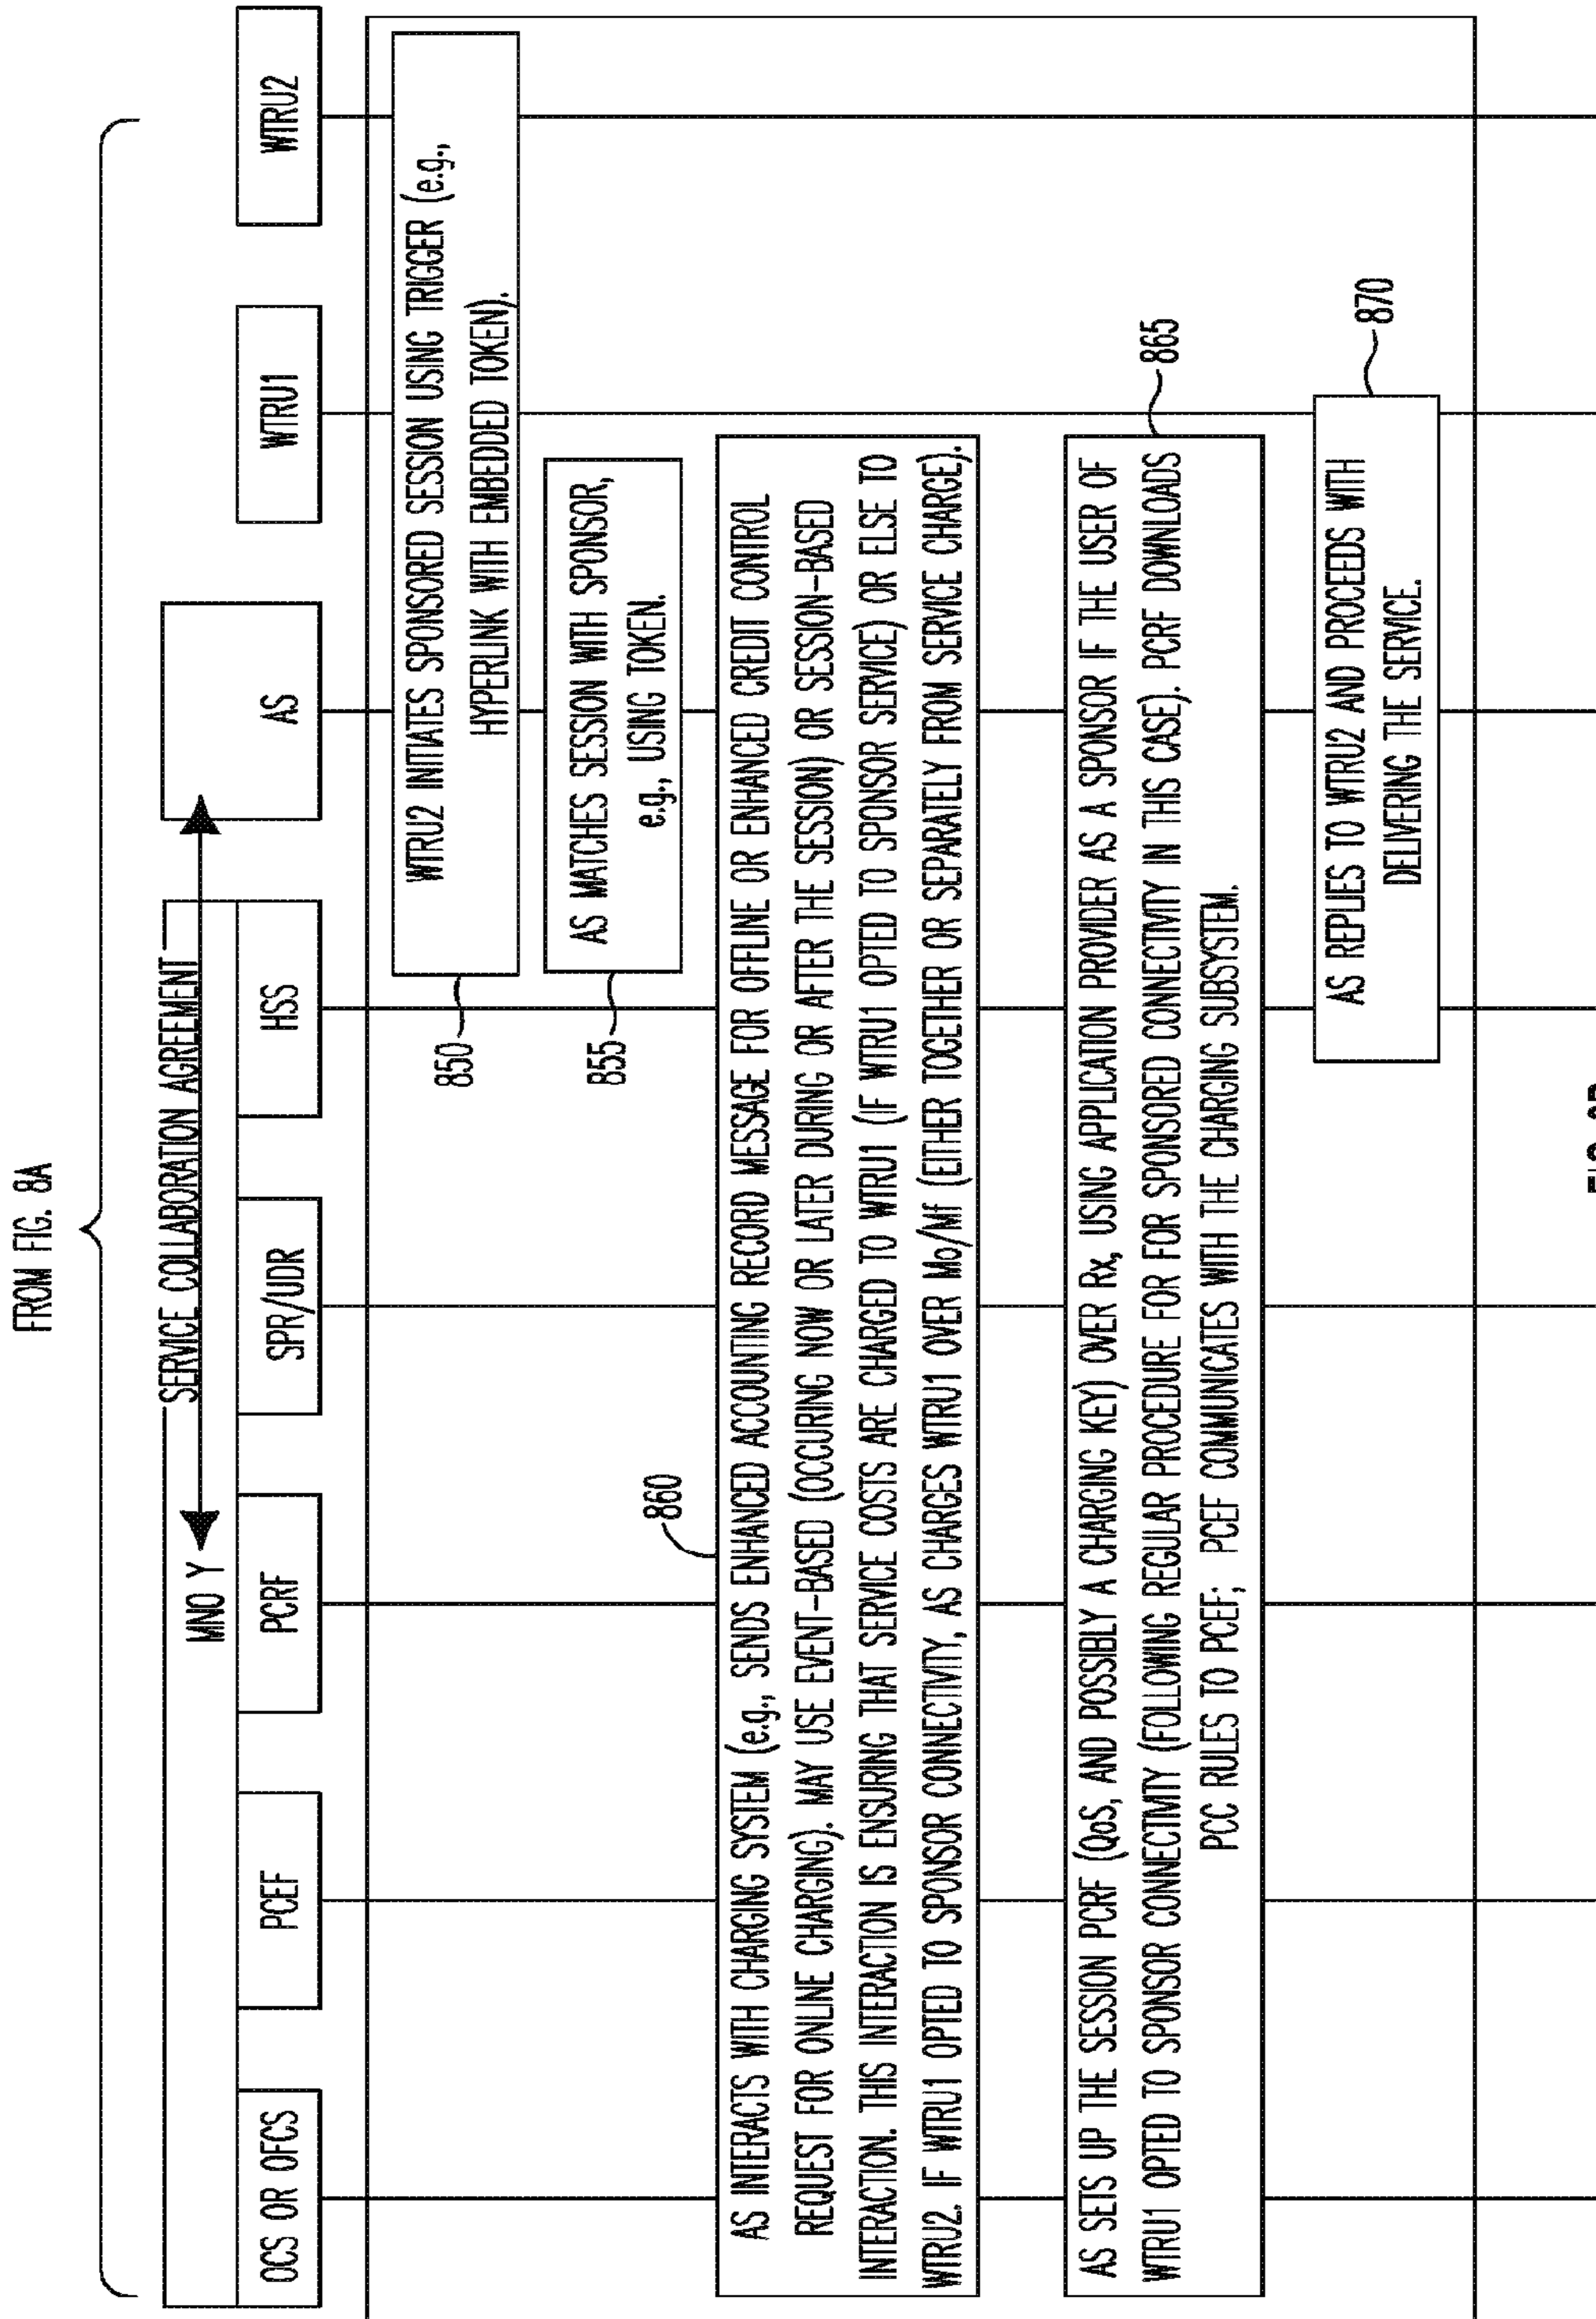 FROM FIG. 8A
SERVICE COLLABORATION AGREEMENT
MNO Y
OCS OR OFCS
PCEF
PCRF
SPR/UDR
HSS
AS
WTRU1
WTRU2
850
WTRU2 INITIATES SPONSORED SESSION USING TRIGGER (e.g.,
HYPERLINK WITH EMBEDDED TOKEN).
855
AS MATCHES SESSION WITH SPONSOR,
e.g., USING TOKEN.
860
AS INTERACTS WITH CHARGING SYSTEM (e.g., SENDS ENHANCED ACCOUNTING RECORD MESSAGE FOR OFFLINE OR ENHANCED CREDIT CONTROL
REQUEST FOR ONLINE CHARGING). MAY USE EVENT-BASED (OCCURING NOW OR LATER DURING OR AFTER THE SESSION) OR SESSION-BASED
INTERACTION. THIS INTERACTION IS ENSURING THAT SERVICE COSTS ARE CHARGED TO WTRU1 (IF WTRU1 OPTED TO SPONSOR SERVICE) OR ELSE TO
WTRU2. IF WTRU1 OPTED TO SPONSOR CONNECTIVITY, AS CHARGES WTRU1 OVER Mo/Mf (EITHER TOGETHER OR SEPARATELY FROM SERVICE CHARGE).
865
AS SETS UP THE SESSION PCRF (QoS, AND POSSIBLY A CHARGING KEY) OVER Rx, USING APPLICATION PROVIDER AS A SPONSOR IF THE USER OF
WTRU1 OPTED TO SPONSOR CONNECTIVITY (FOLLOWING REGULAR PROCEDURE FOR FOR SPONSORED CONNECTIVITY IN THIS CASE). PCRF DOWNLOADS
PCC RULES TO PCEF; PCEF COMMUNICATES WITH THE CHARGING SUBSYSTEM.
870
AS REPLIES TO WTRU2 AND PROCEEDS WITH
DELIVERING THE SERVICE.